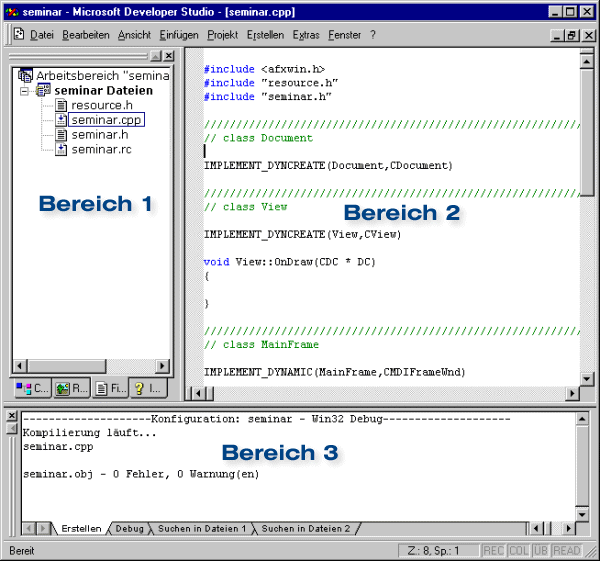 seminar - Microsoft Developer Studio - [seminar.cpp]
Datei Bearbeiten Ansicht Einfügen Projekt Erstellen Extras Fenster ?
Arbeitsbereich "semina
seminar Dateien
resource.h
seminar.cpp
seminar.h
seminar.rc
Bereich 1
C... R... Fi... I...
#include <afxwin.h>
#include "resource.h"
#include "seminar.h"
///////////////////////////////////////////////////////////
// class Document
IMPLEMENT_DYNCREATE(Document,CDocument)
///////////////////////////////////////////////////////////
// class View
Bereich 2
IMPLEMENT_DYNCREATE(View,CView)
void View::OnDraw(CDC * DC)
{
}
///////////////////////////////////////////////////////////
// class MainFrame
IMPLEMENT_DYNAMIC(MainFrame,CMDIFrameWnd)
--------------------Konfiguration: seminar - Win32 Debug--------------------
Kompilierung läuft...
seminar.cpp
Bereich 3
seminar.obj - 0 Fehler, 0 Warnung(en)
Erstellen Debug Suchen in Dateien 1 Suchen in Dateien 2
Bereit Z.: 8, Sp.: 1 REC COL ÜB READ